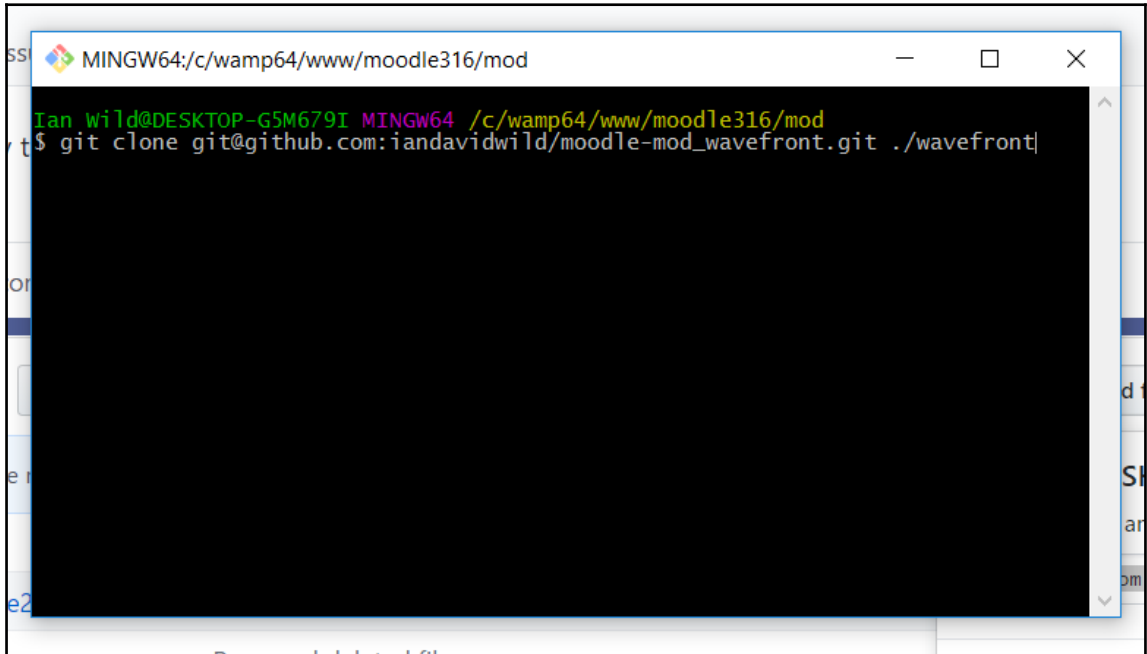 MINGW64:/c/wamp64/www/moodle316/mod
Ian Wild@DESKTOP-G5M679I MINGW64 /c/wamp64/www/moodle316/mod
$ git clone git@github.com:iandavidwild/moodle-mod_wavefront.git ./wavefront